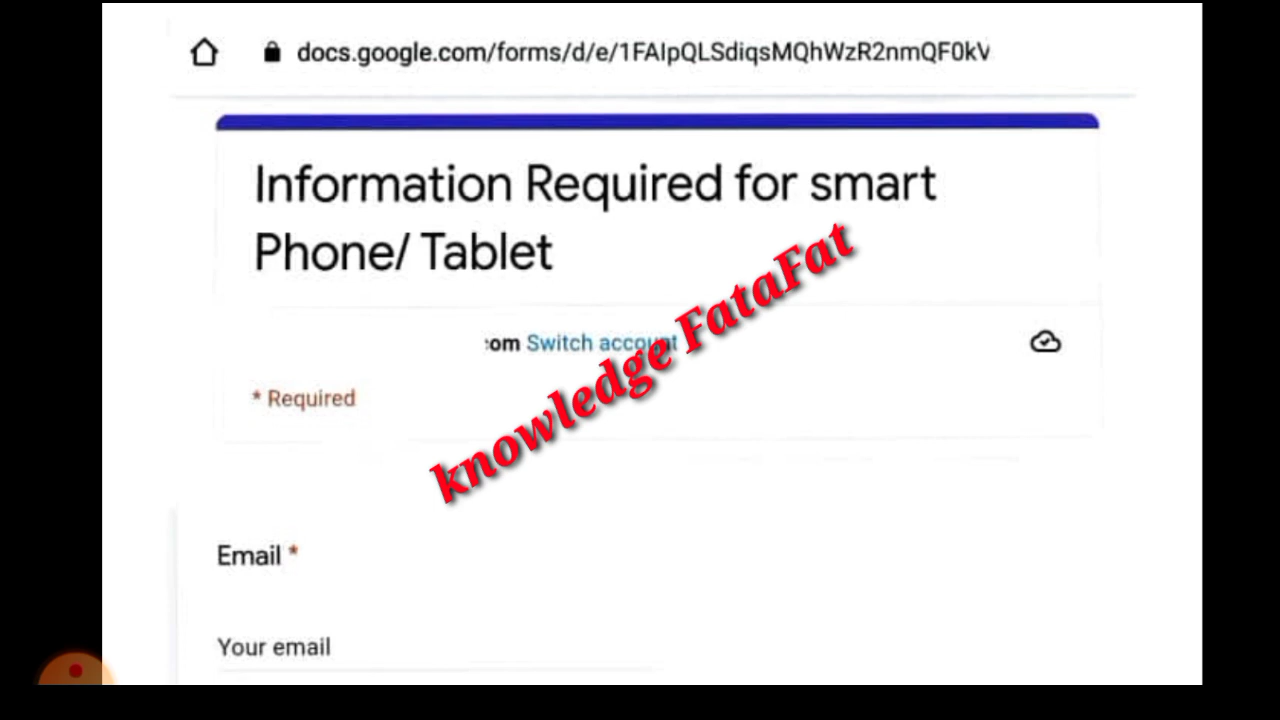 docs.google.com/forms/d/e/1FAIpQLSdiqsMQhWzR2nmQF0kV
Information Required for smart
Phone/ Tablet
om Switch account
* Required
knowledge FataFat
Email *
Your email